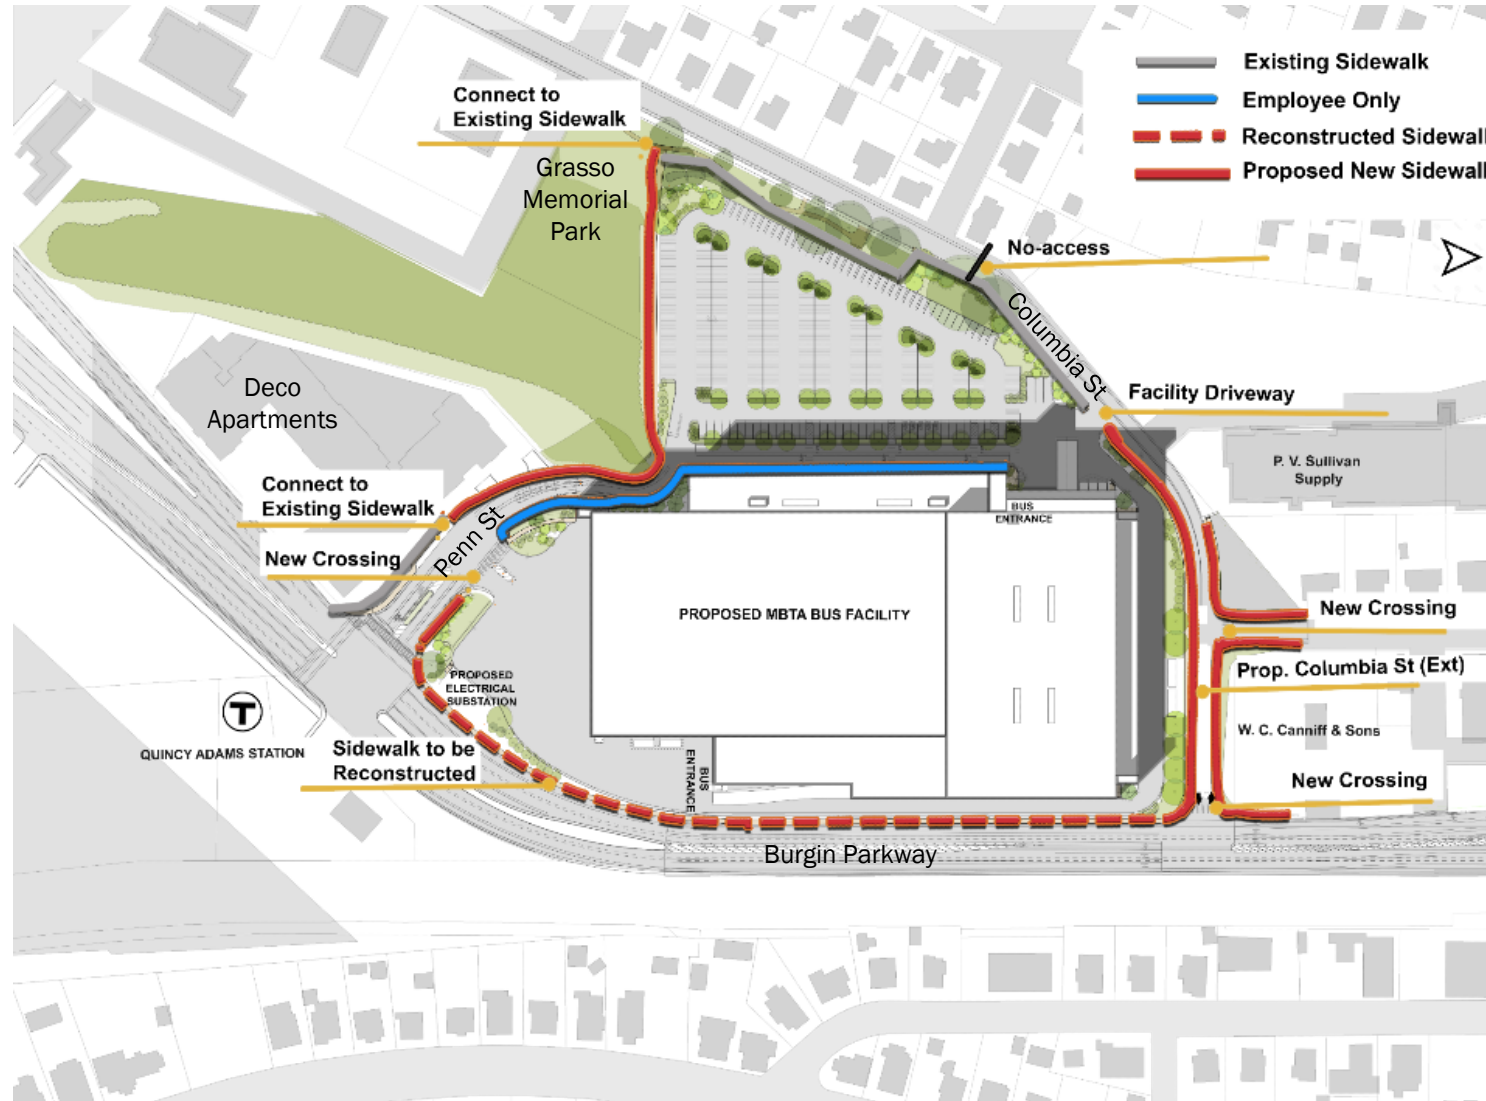 Existing Sidewalk
Employee Only
Reconstructed Sidewalk
Proposed New Sidewalk
Connect to
Existing Sidewalk
Grasso
Memorial
Park
No-access
Columbia St
Facility Driveway
Deco
Apartments
P. V. Sullivan
Supply
Connect to
Existing Sidewalk
Penn St
New Crossing
BUS
ENTRANCE
PROPOSED MBTA BUS FACILITY
New Crossing
Prop. Columbia St (Ext)
PROPOSED
ELECTRICAL
SUBSTATION
T
QUINCY ADAMS STATION
W. C. Canniff & Sons
Sidewalk to be
Reconstructed
BUS
ENTRANCE
New Crossing
Burgin Parkway